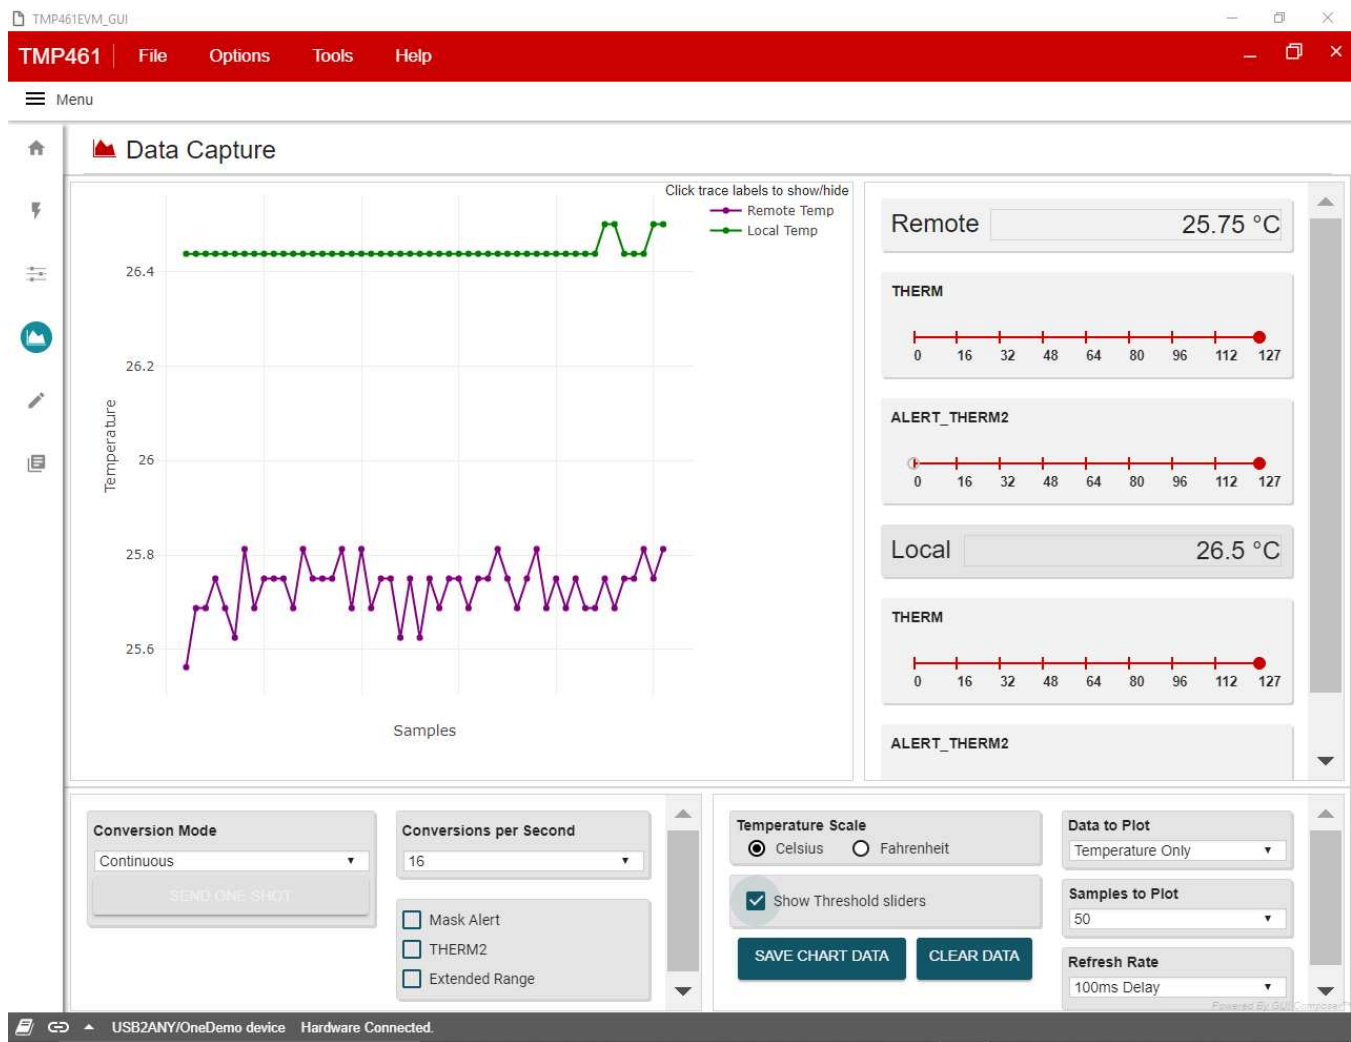 TMP461EVM_GUI
TMP461 File Options Tools Help
Menu
Data Capture
Click trace labels to show/hide
Remote Temp
Local Temp
26.4
26.2
26
25.8
25.6
Temperature
Samples
Remote 25.75 °C
THERM
0 16 32 48 64 80 96 112 127
ALERT_THERM2
0 16 32 48 64 80 96 112 127
Local 26.5 °C
THERM
0 16 32 48 64 80 96 112 127
ALERT_THERM2
Conversion Mode
Continuous
SEND ONE SHOT
Conversions per Second
16
Mask Alert
THERM2
Extended Range
Temperature Scale
Celsius Fahrenheit
Show Threshold sliders
SAVE CHART DATA CLEAR DATA
Data to Plot
Temperature Only
Samples to Plot
50
Refresh Rate
100ms Delay
Powered By GUI Composer™
USB2ANY/OneDemo device Hardware Connected.